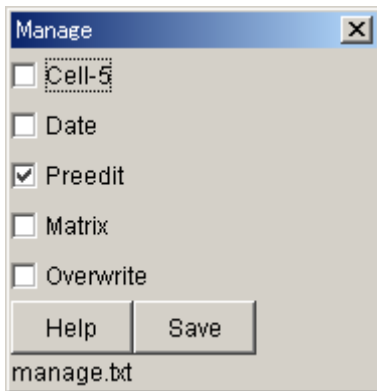 Manage
Cell-5
Date
Preedit
Matrix
Overwrite
Help Save
manage.txt